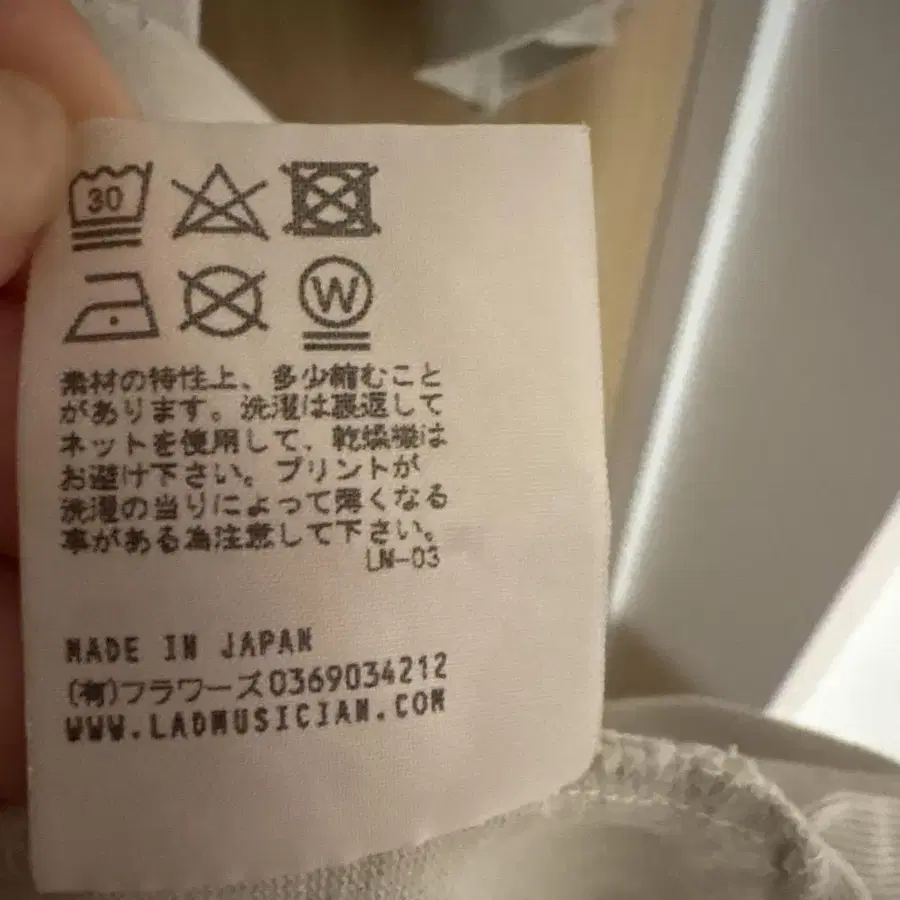 30
W
素材の特性上、多少縮むこと
があります。洗濯は裏返して
ネットを使用して、乾燥機は
お避け下さい。プリントが
洗濯の当りによって薄くなる
事がある為注意して下さい。
LM-03
MADE IN JAPAN
(有)フラワーズ0369034212
WWW.LADMUSICIAN.COM